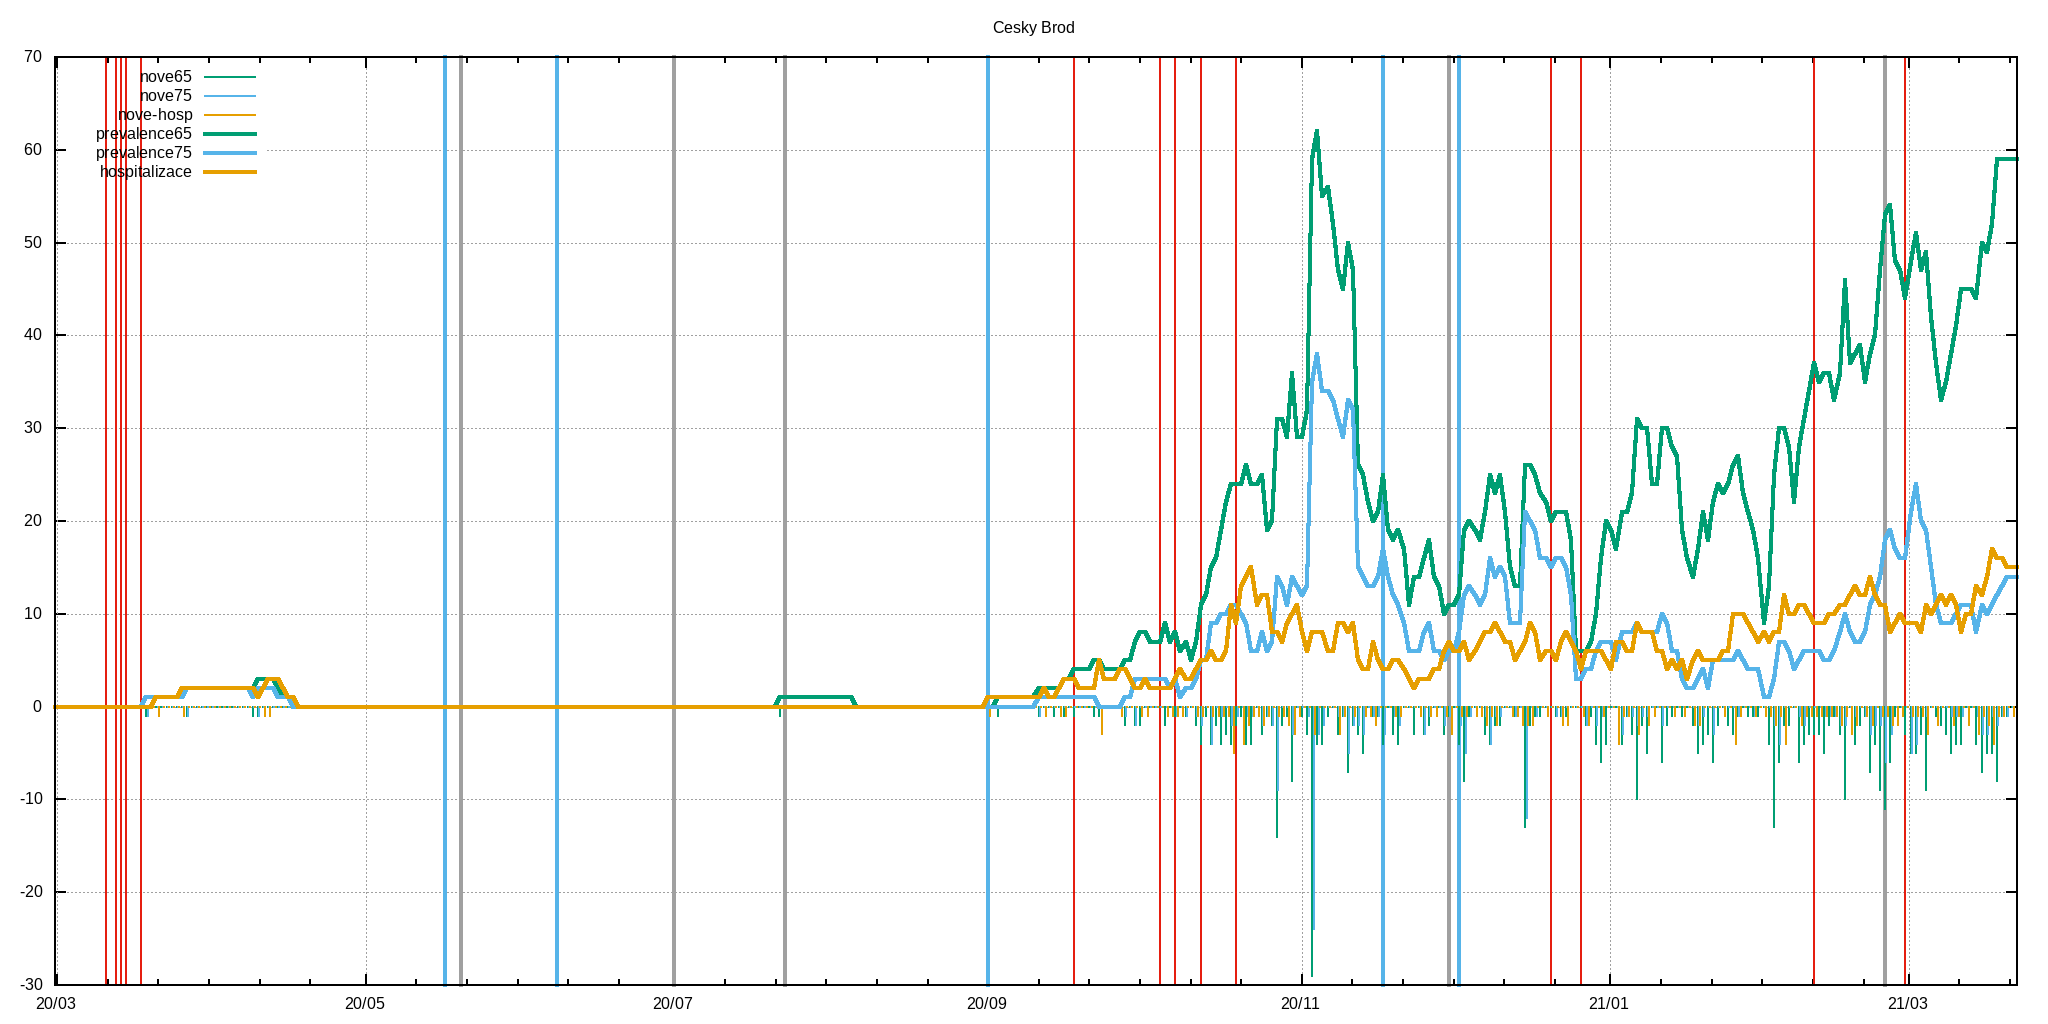 Cesky Brod
70
60
50
40
30
20
10
0
-10
-20
-30
nove65
nove75
nove-hosp
prevalence65
prevalence75
hospitalizace
20/03 20/05 20/07 20/09 20/11 21/01 21/03